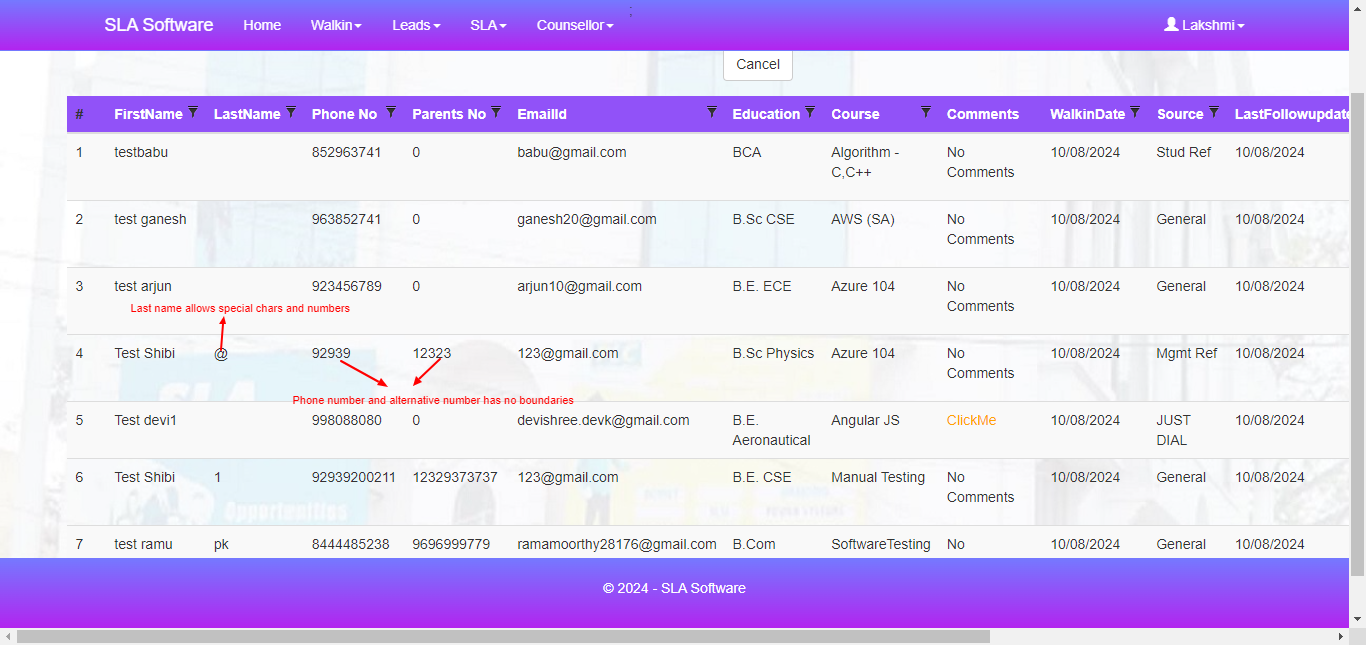 SLA Software Home Walkin Leads SLA Counsellor ; Lakshmi
Cancel
# FirstName LastName Phone No Parents No EmailId Education Course Comments WalkinDate Source LastFollowupdate
1 testbabu 852963741 0 babu@gmail.com BCA Algorithm - C,C++ No Comments 10/08/2024 Stud Ref 10/08/2024
2 test ganesh 963852741 0 ganesh20@gmail.com B.Sc CSE AWS (SA) No Comments 10/08/2024 General 10/08/2024
3 test arjun 923456789 0 arjun10@gmail.com B.E. ECE Azure 104 No Comments 10/08/2024 General 10/08/2024
Last name allows special chars and numbers
4 Test Shibi @ 92939 12323 123@gmail.com B.Sc Physics Azure 104 No Comments 10/08/2024 Mgmt Ref 10/08/2024
Phone number and alternative number has no boundaries
5 Test devi1 998088080 0 devishree.devk@gmail.com B.E. Aeronautical Angular JS ClickMe 10/08/2024 JUST DIAL 10/08/2024
6 Test Shibi 1 92939200211 12329373737 123@gmail.com B.E. CSE Manual Testing No Comments 10/08/2024 General 10/08/2024
Opportunities
7 test ramu pk 8444485238 9696999779 ramamoorthy28176@gmail.com B.Com SoftwareTesting No 10/08/2024 General 10/08/2024
© 2024 - SLA Software